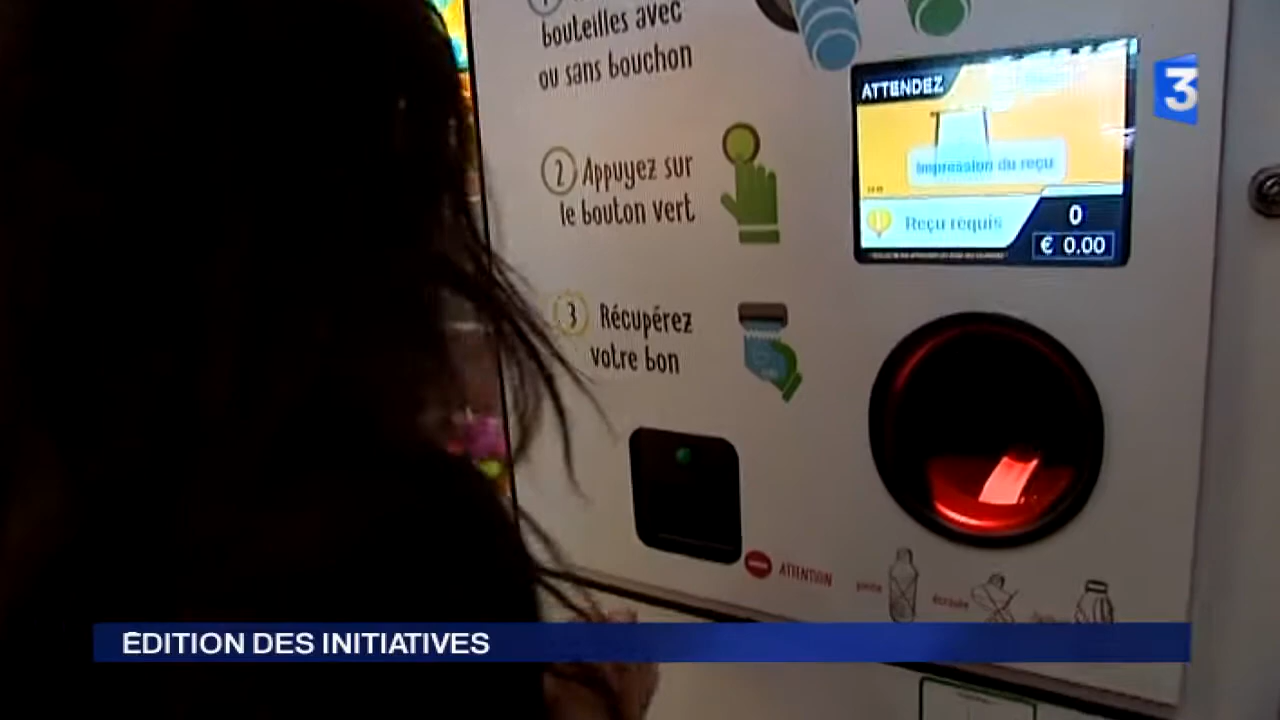 bouteilles avec
ou sans bouchon
2 Appuyez sur
le bouton vert
3 Récupérez
votre bon
ATTENDEZ
Impression du reçu
Reçu requis
0
€ 0.00
3
ATTENTION
ÉDITION DES INITIATIVES